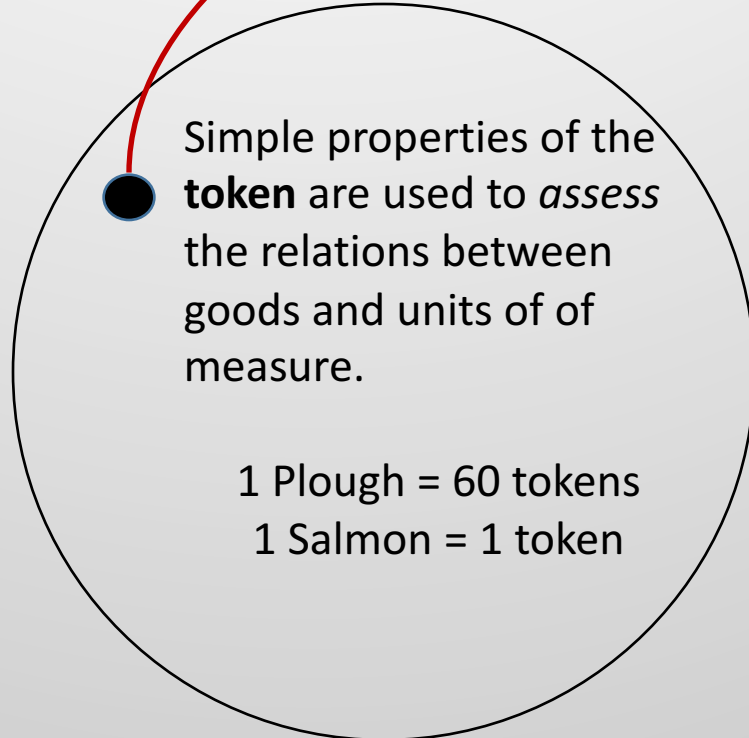 Simple properties of the
token are used to assess
the relations between
goods and units of of
measure.
1 Plough = 60 tokens
1 Salmon = 1 token